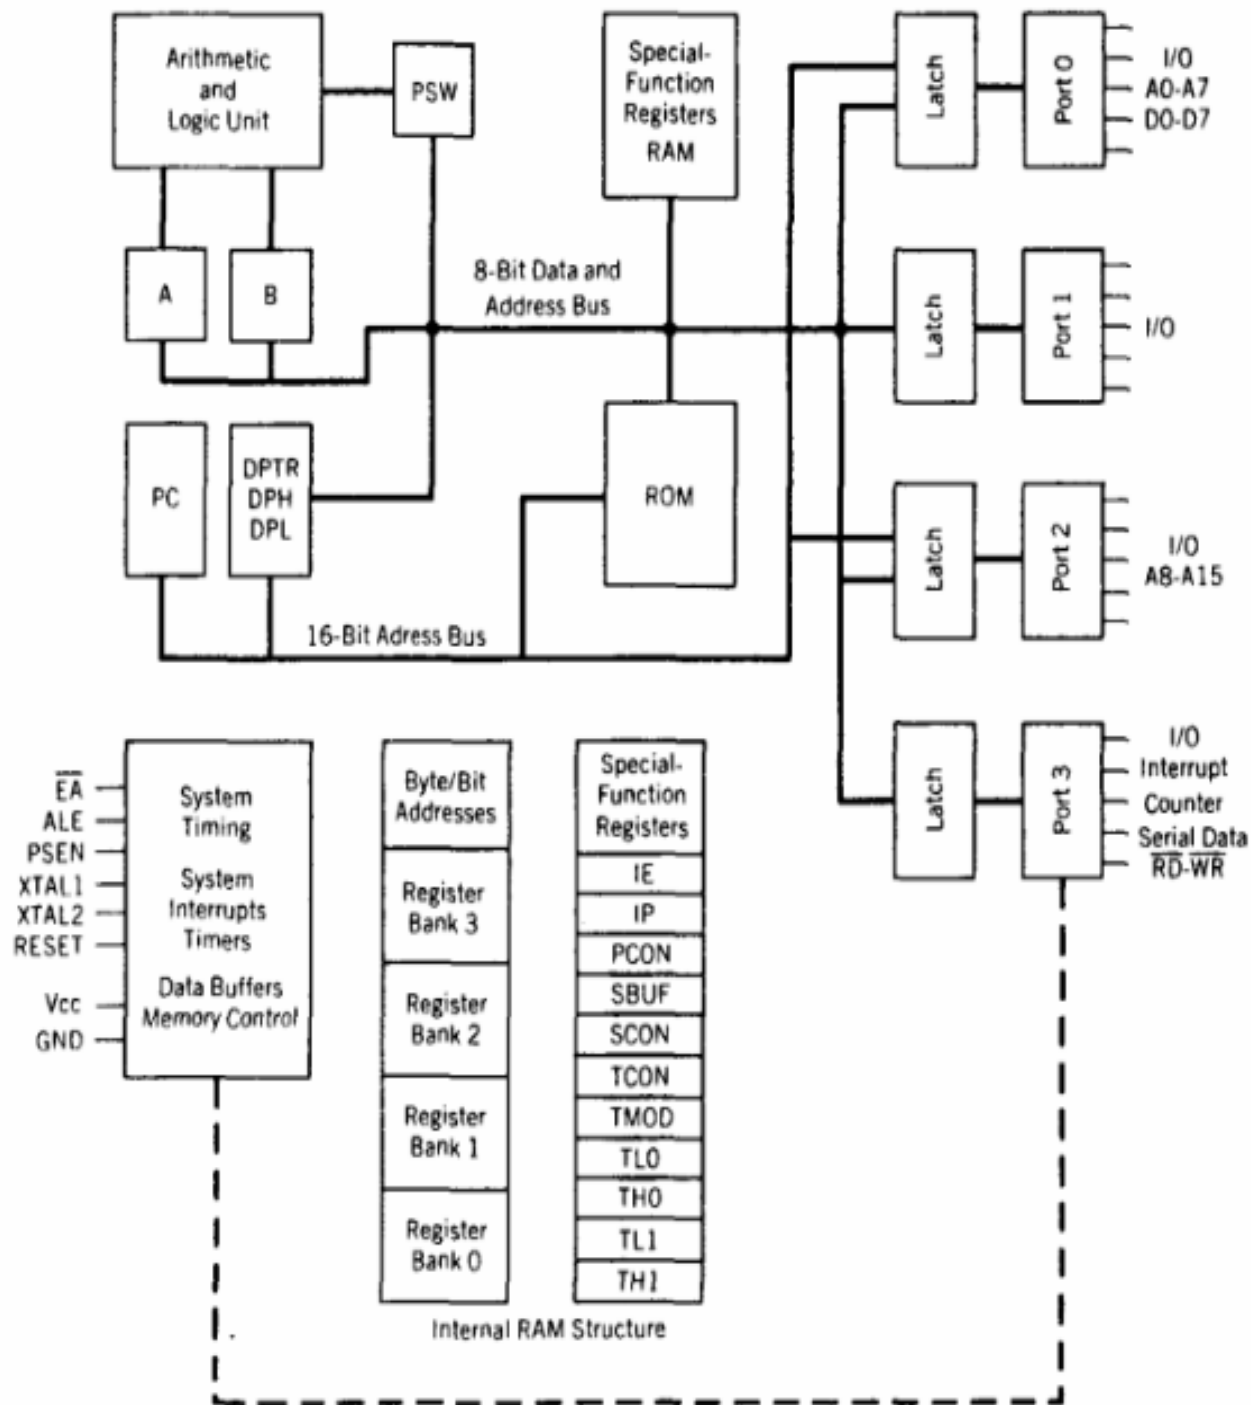 Arithmetic
and
Logic Unit
PSW
Special-
Function
Registers
RAM
Latch
Port 0
I/O
A0-A7
D0-D7
A
B
8-Bit Data and
Address Bus
Latch
Port 1
I/O
PC
DPTR
DPH
DPL
ROM
Latch
Port 2
I/O
A8-A15
16-Bit Adress Bus
Latch
Port 3
I/O
Interrupt
Counter
Serial Data
R̅D̅-W̅R̅
E̅A̅
ALE
PSEN
XTAL1
XTAL2
RESET
Vcc
GND
System
Timing
System
Interrupts
Timers
Data Buffers
Memory Control
Byte/Bit
Addresses
Register
Bank 3
Register
Bank 2
Register
Bank 1
Register
Bank 0
Special-
Function
Registers
IE
IP
PCON
SBUF
SCON
TCON
TMOD
TL0
TH0
TL1
TH1
Internal RAM Structure